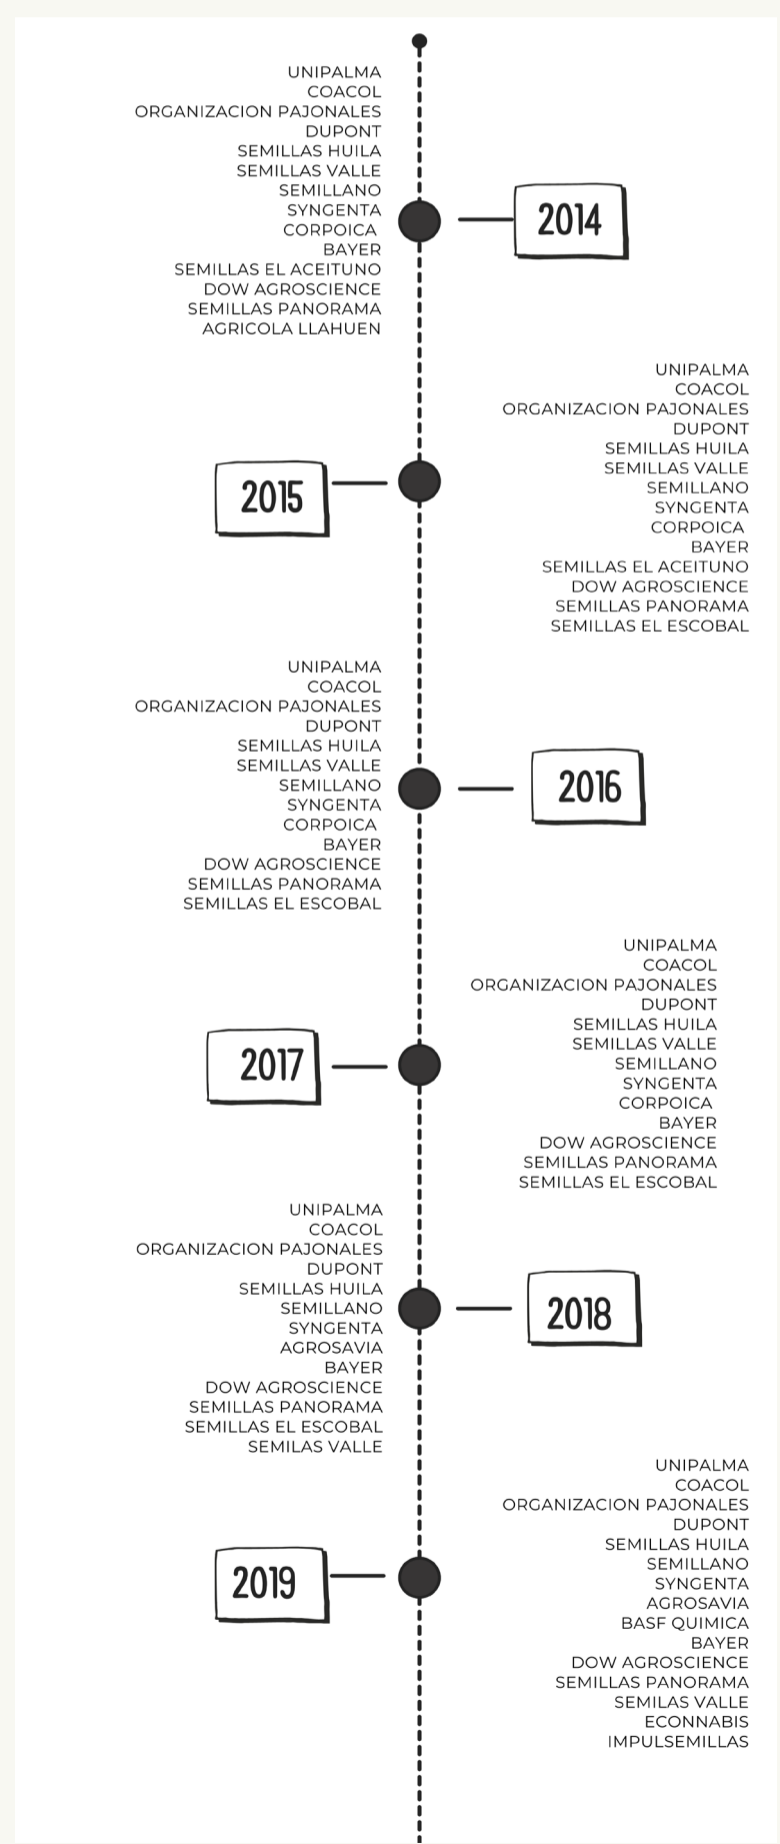 UNIPALMA
COACOL
ORGANIZACION PAJONALES
DUPONT
SEMILLAS HUILA
SEMILLAS VALLE
SEMILLANO
SYNGENTA
CORPOICA
BAYER
SEMILLAS EL ACEITUNO
DOW AGROSCIENCE
SEMILLAS PANORAMA
AGRICOLA LLAHUEN
2014
UNIPALMA
COACOL
ORGANIZACION PAJONALES
DUPONT
SEMILLAS HUILA
SEMILLAS VALLE
SEMILLANO
SYNGENTA
CORPOICA
BAYER
SEMILLAS EL ACEITUNO
DOW AGROSCIENCE
SEMILLAS PANORAMA
SEMILLAS EL ESCOBAL
2015
UNIPALMA
COACOL
ORGANIZACION PAJONALES
DUPONT
SEMILLAS HUILA
SEMILLAS VALLE
SEMILLANO
SYNGENTA
CORPOICA
BAYER
DOW AGROSCIENCE
SEMILLAS PANORAMA
SEMILLAS EL ESCOBAL
2016
UNIPALMA
COACOL
ORGANIZACION PAJONALES
DUPONT
SEMILLAS HUILA
SEMILLAS VALLE
SEMILLANO
SYNGENTA
CORPOICA
BAYER
DOW AGROSCIENCE
SEMILLAS PANORAMA
SEMILLAS EL ESCOBAL
2017
UNIPALMA
COACOL
ORGANIZACION PAJONALES
DUPONT
SEMILLAS HUILA
SEMILLANO
SYNGENTA
AGROSAVIA
BAYER
DOW AGROSCIENCE
SEMILLAS PANORAMA
SEMILLAS EL ESCOBAL
SEMILAS VALLE
2018
UNIPALMA
COACOL
ORGANIZACION PAJONALES
DUPONT
SEMILLAS HUILA
SEMILLANO
SYNGENTA
AGROSAVIA
BASF QUIMICA
BAYER
DOW AGROSCIENCE
SEMILLAS PANORAMA
SEMILAS VALLE
ECONNABIS
IMPULSEMILLAS
2019